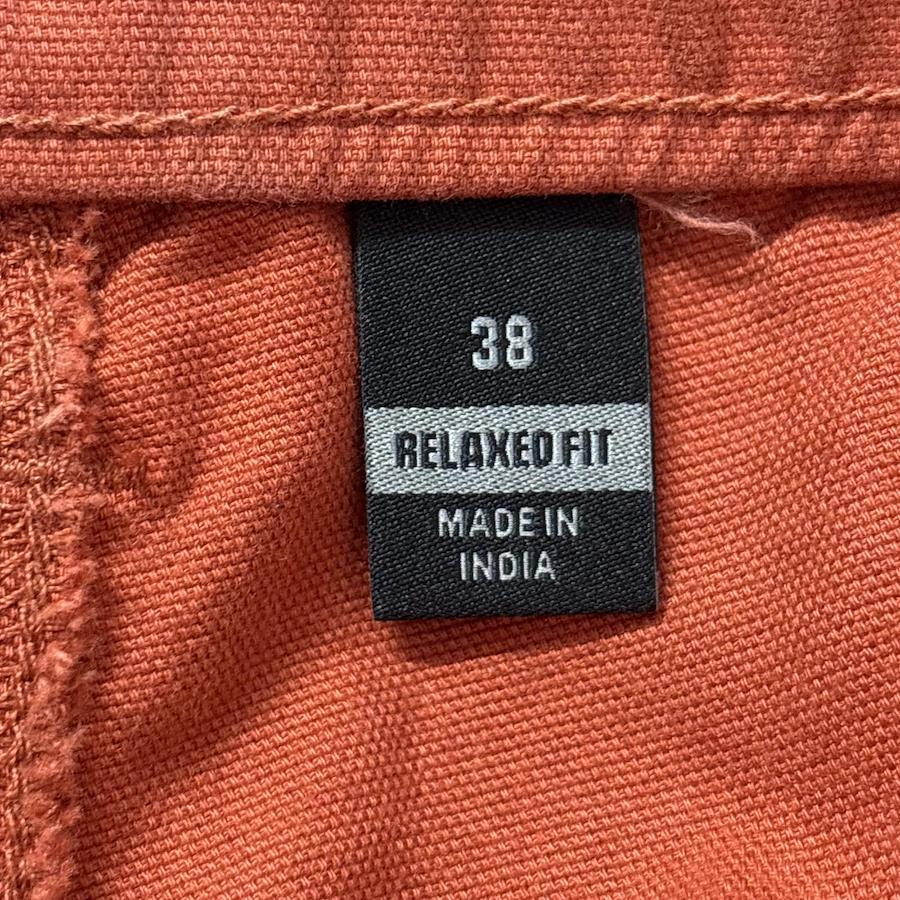 38
RELAXED FIT
MADE IN
INDIA